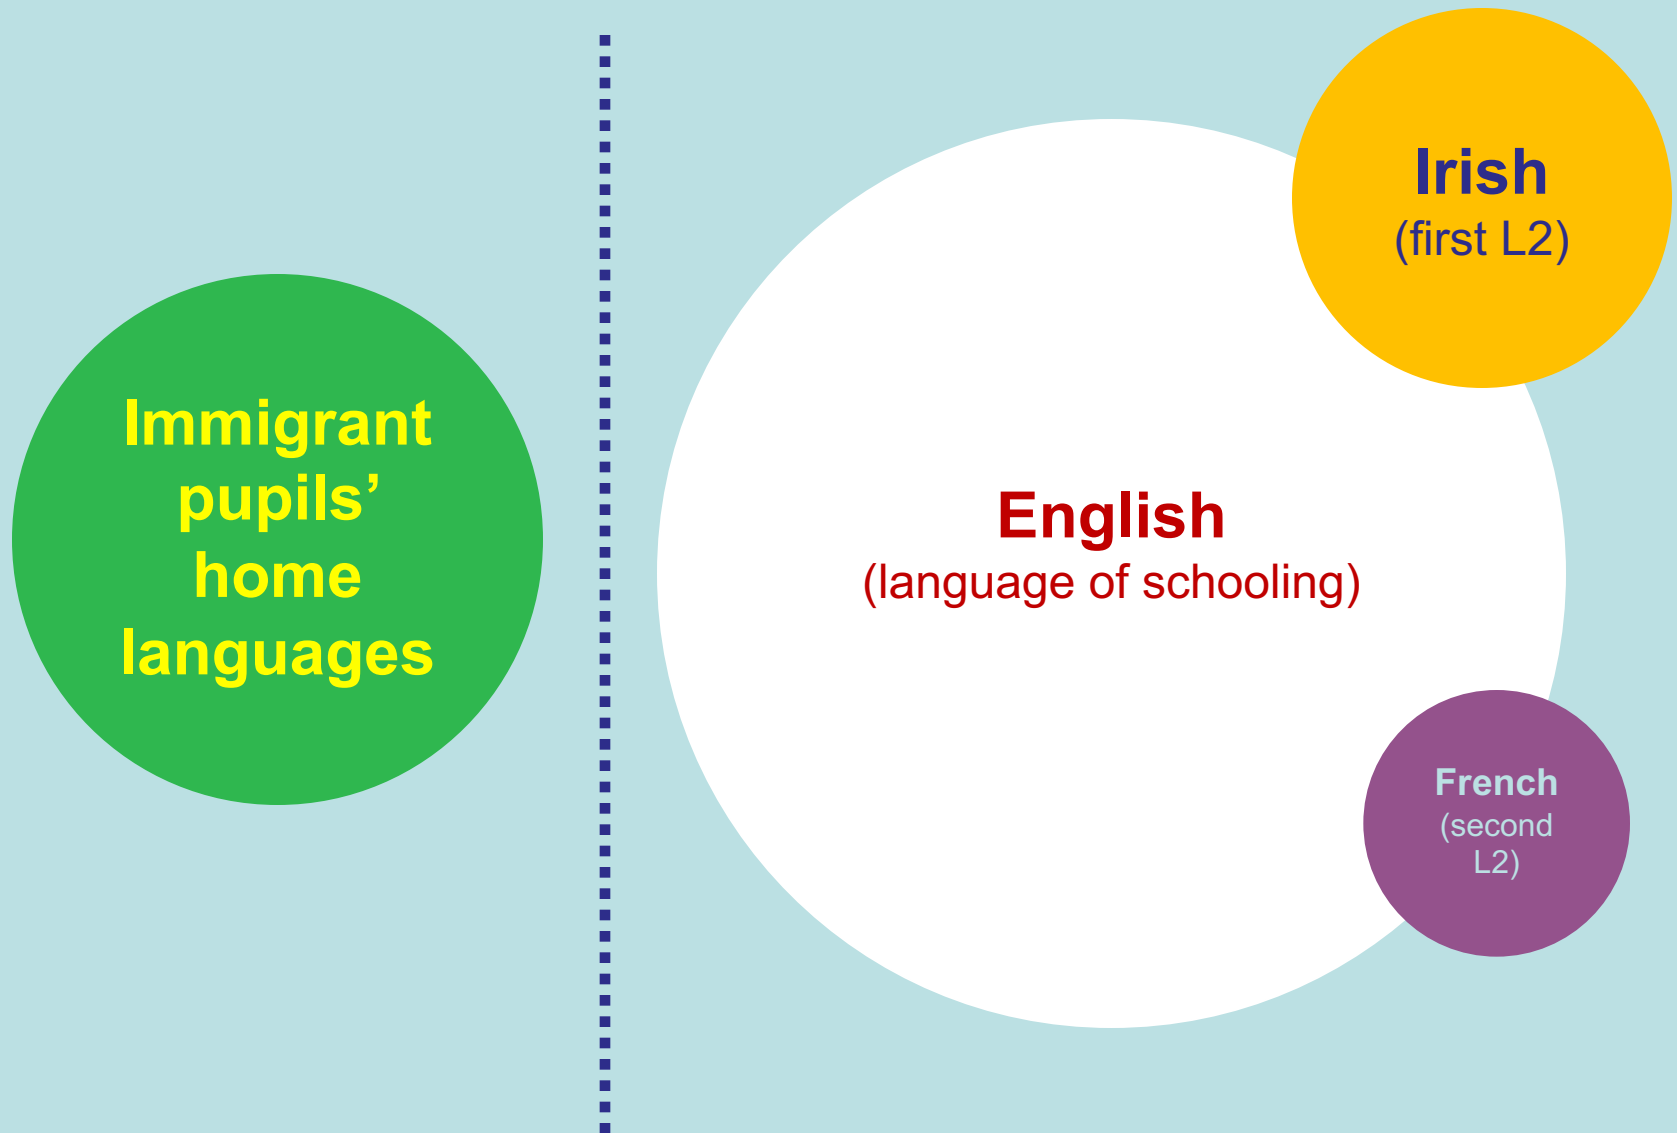 Immigrant
pupils’
home
languages
Irish
(first L2)
English
(language of schooling)
French
(second
L2)